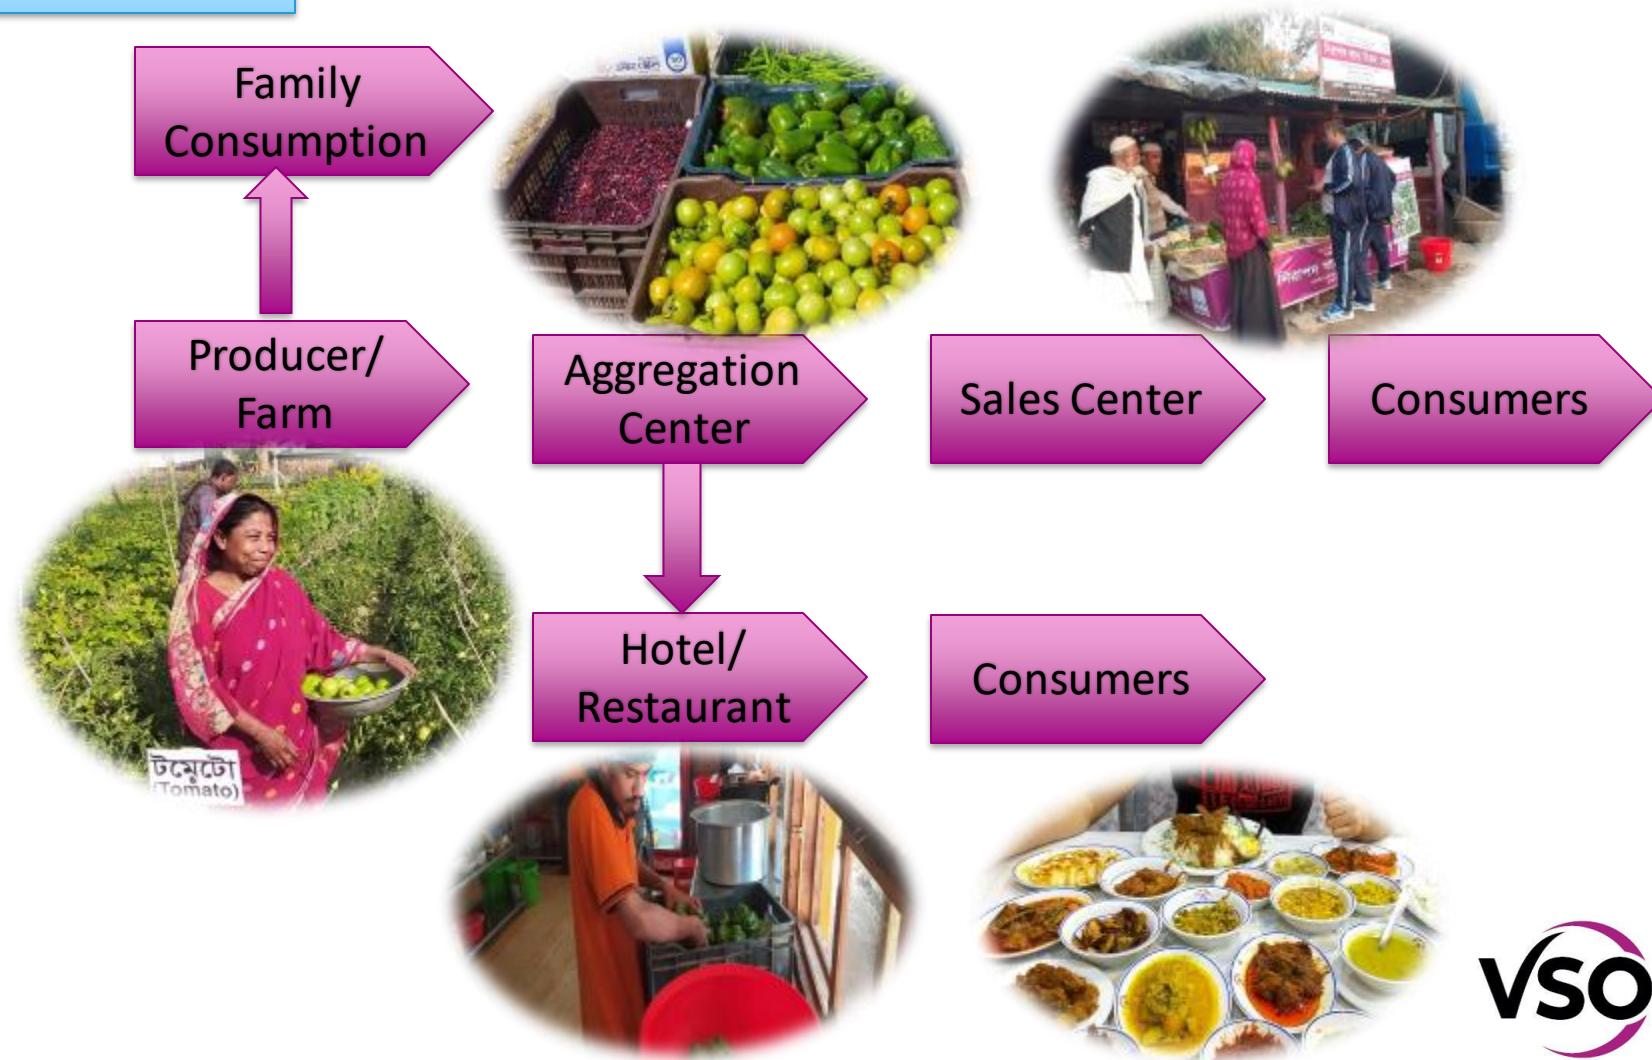 Family
Consumption
Producer/
Farm
Aggregation
Center
Sales Center
Consumers
Hotel/
Restaurant
Consumers
টমেটো
(Tomato)
VSO